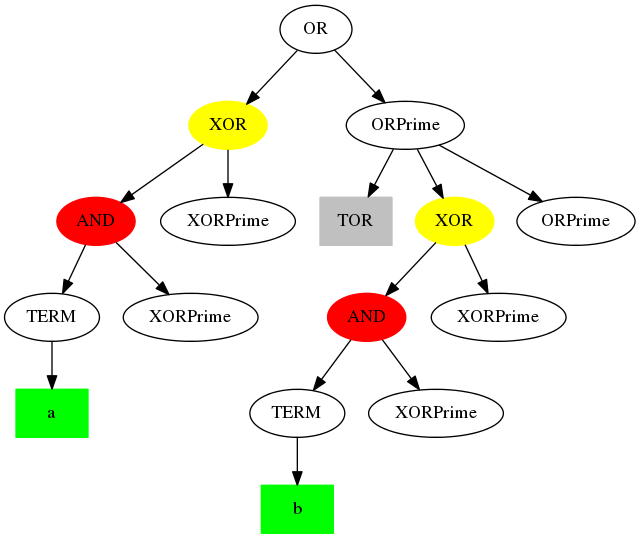 OR
XOR
ORPrime
AND
XORPrime
TOR
XOR
ORPrime
TERM
XORPrime
AND
XORPrime
a
TERM
XORPrime
b